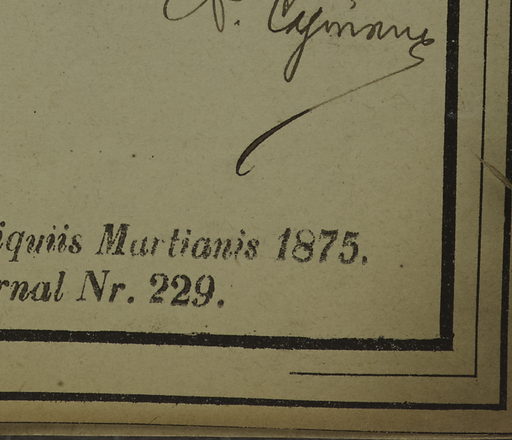 iquiis Martianis 1875.
rnal Nr. 229.